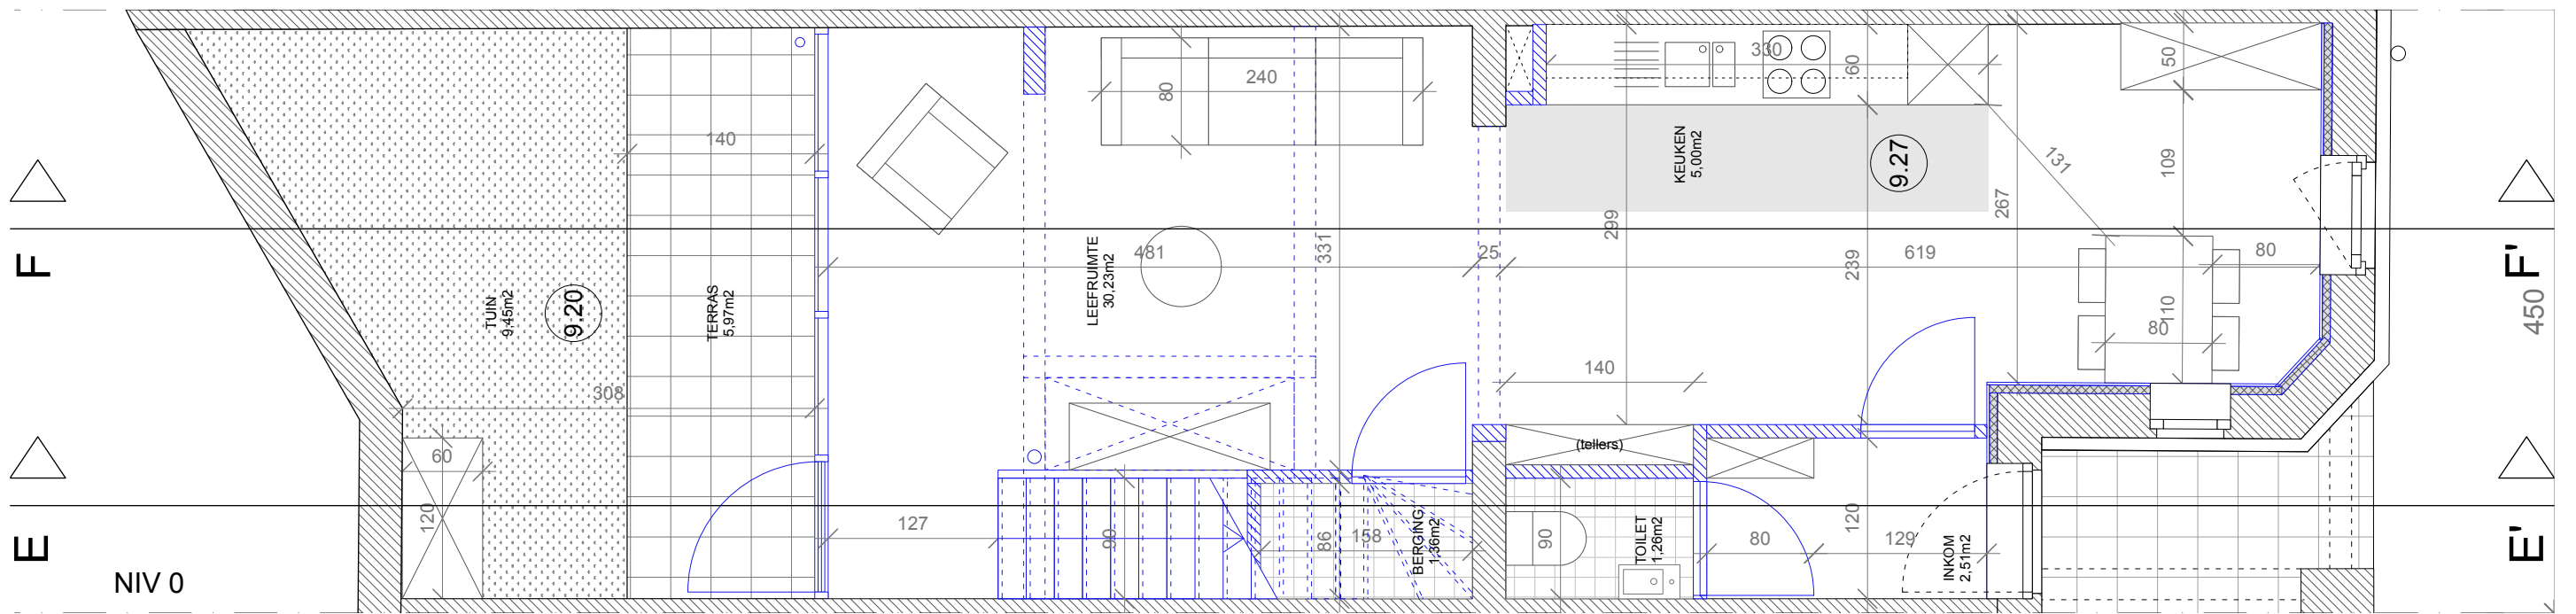 330
60
50
240
80
140
KEUKEN
5,00m2
9.27
131
109
267
299
F
481
331
25
239
619
80
F'
LEEFRUIMTE
30,23m2
TUIN
9,45m2
9.20
TERRAS
5,97m2
110
80
450
308
140
(tellers)
60
120
127
90
86
158
BERGING
1,36m2
90
TOILET
1,26m2
80
120
129
INKOM
2,51m2
E
E'
NIV 0